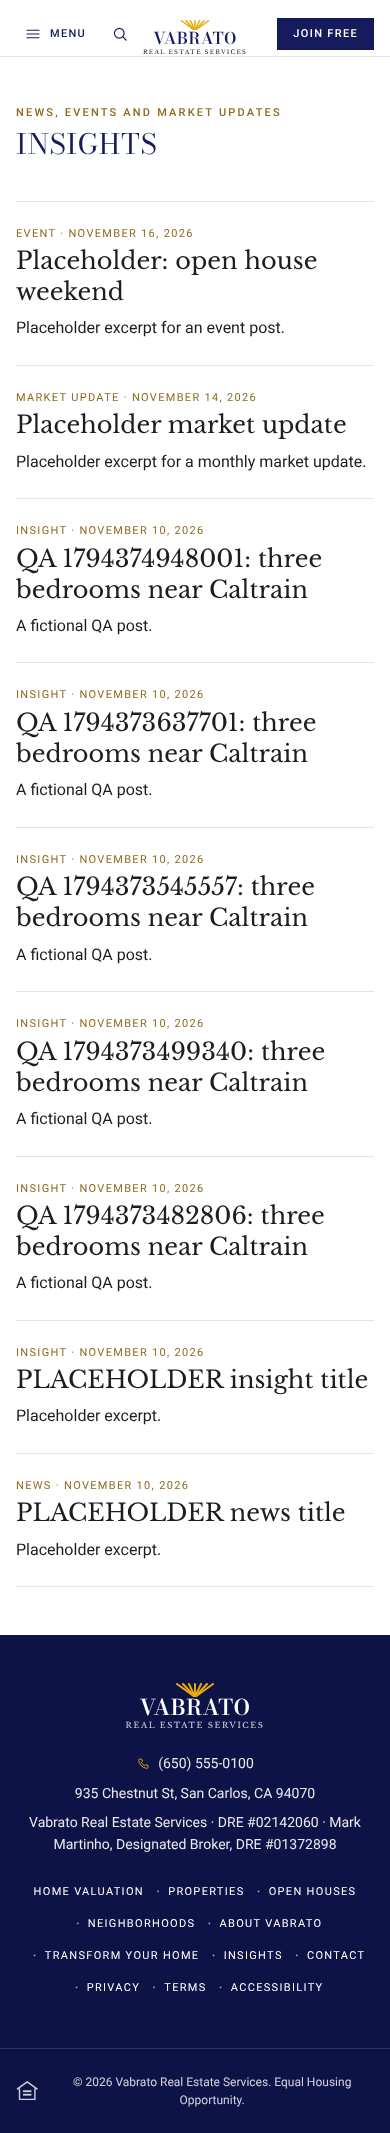 MENU
VABRATO
REAL ESTATE SERVICES
JOIN FREE
NEWS, EVENTS AND MARKET UPDATES
INSIGHTS
EVENT · NOVEMBER 16, 2026
Placeholder: open house
weekend
Placeholder excerpt for an event post.
MARKET UPDATE · NOVEMBER 14, 2026
Placeholder market update
Placeholder excerpt for a monthly market update.
INSIGHT · NOVEMBER 10, 2026
QA 1794374948001: three
bedrooms near Caltrain
A fictional QA post.
INSIGHT · NOVEMBER 10, 2026
QA 1794373637701: three
bedrooms near Caltrain
A fictional QA post.
INSIGHT · NOVEMBER 10, 2026
QA 1794373545557: three
bedrooms near Caltrain
A fictional QA post.
INSIGHT · NOVEMBER 10, 2026
QA 1794373499340: three
bedrooms near Caltrain
A fictional QA post.
INSIGHT · NOVEMBER 10, 2026
QA 1794373482806: three
bedrooms near Caltrain
A fictional QA post.
INSIGHT · NOVEMBER 10, 2026
PLACEHOLDER insight title
Placeholder excerpt.
NEWS · NOVEMBER 10, 2026
PLACEHOLDER news title
Placeholder excerpt.
VABRATO
REAL ESTATE SERVICES
(650) 555-0100
935 Chestnut St, San Carlos, CA 94070
Vabrato Real Estate Services · DRE #02142060 · Mark
Martinho, Designated Broker, DRE #01372898
HOME VALUATION · PROPERTIES · OPEN HOUSES
· NEIGHBORHOODS · ABOUT VABRATO
· TRANSFORM YOUR HOME · INSIGHTS · CONTACT
· PRIVACY · TERMS · ACCESSIBILITY
© 2026 Vabrato Real Estate Services. Equal Housing
Opportunity.